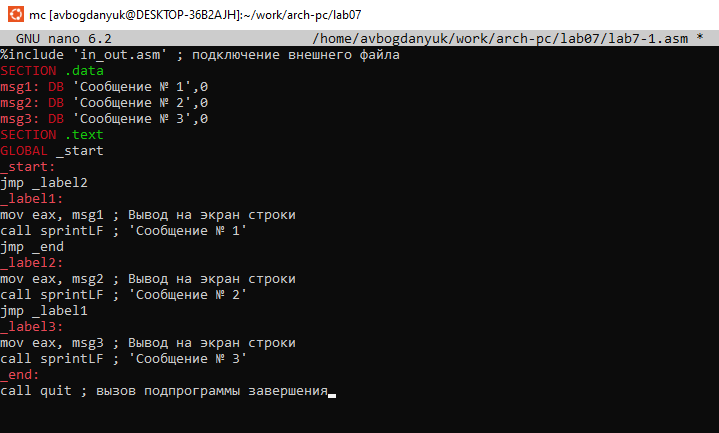 mc [avbogdanyuk@DESKTOP-36B2AJH]:~/work/arch-pc/lab07
GNU nano 6.2 /home/avbogdanyuk/work/arch-pc/lab07/lab7-1.asm *
%include 'in_out.asm' ; подключение внешнего файла
SECTION .data
msg1: DB 'Сообщение № 1',0
msg2: DB 'Сообщение № 2',0
msg3: DB 'Сообщение № 3',0
SECTION .text
GLOBAL _start
_start:
jmp _label2
_label1:
mov eax, msg1 ; Вывод на экран строки
call sprintLF ; 'Сообщение № 1'
jmp _end
_label2:
mov eax, msg2 ; Вывод на экран строки
call sprintLF ; 'Сообщение № 2'
jmp _label1
_label3:
mov eax, msg3 ; Вывод на экран строки
call sprintLF ; 'Сообщение № 3'
_end:
call quit ; вызов подпрограммы завершения